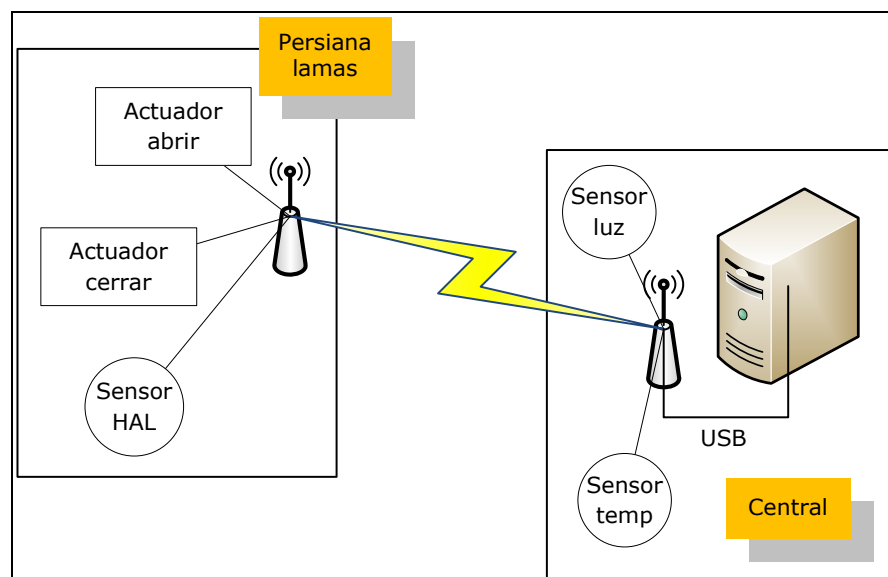 Persiana
lamas
Actuador
abrir
Actuador
cerrar
Sensor
HAL
Sensor
luz
USB
Sensor
temp
Central